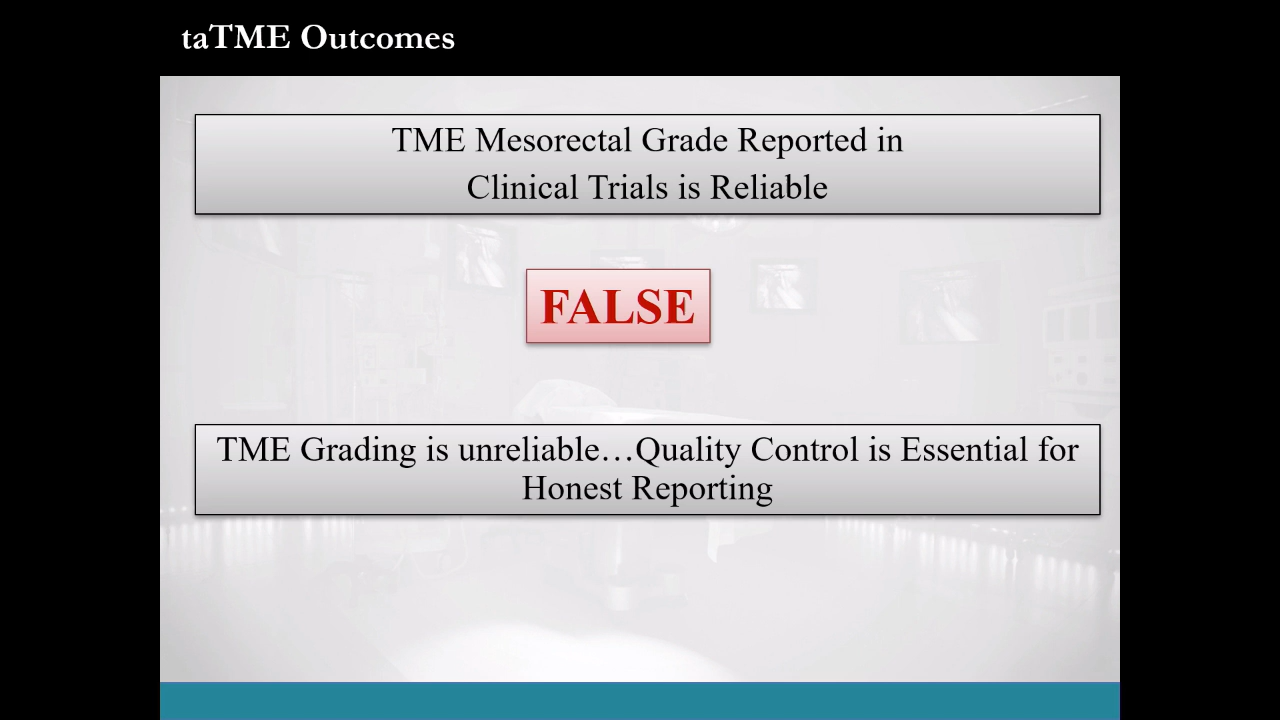 taTME Outcomes
TME Mesorectal Grade Reported in
Clinical Trials is Reliable
FALSE
TME Grading is unreliable…Quality Control is Essential for
Honest Reporting